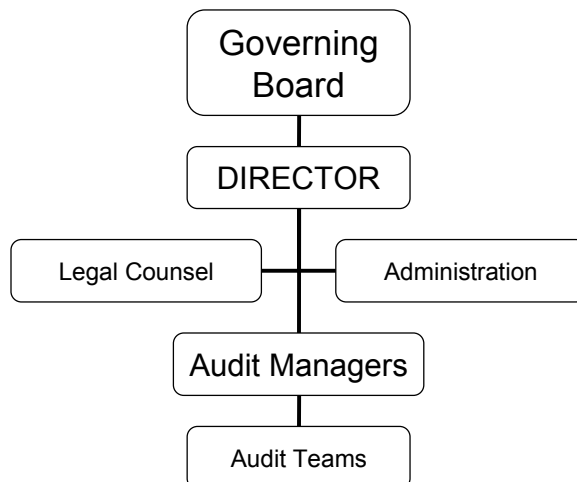 Governing
Board
DIRECTOR
Legal Counsel
Administration
Audit Managers
Audit Teams